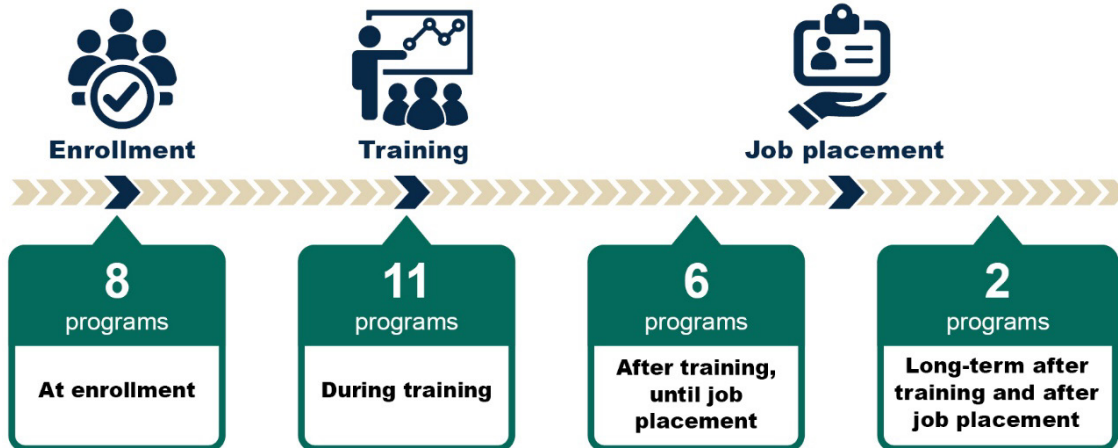 Enrollment
Training
Job placement
8
programs
At enrollment
11
programs
During training
6
programs
After training,
until job
placement
2
programs
Long-term after
training and after
job placement